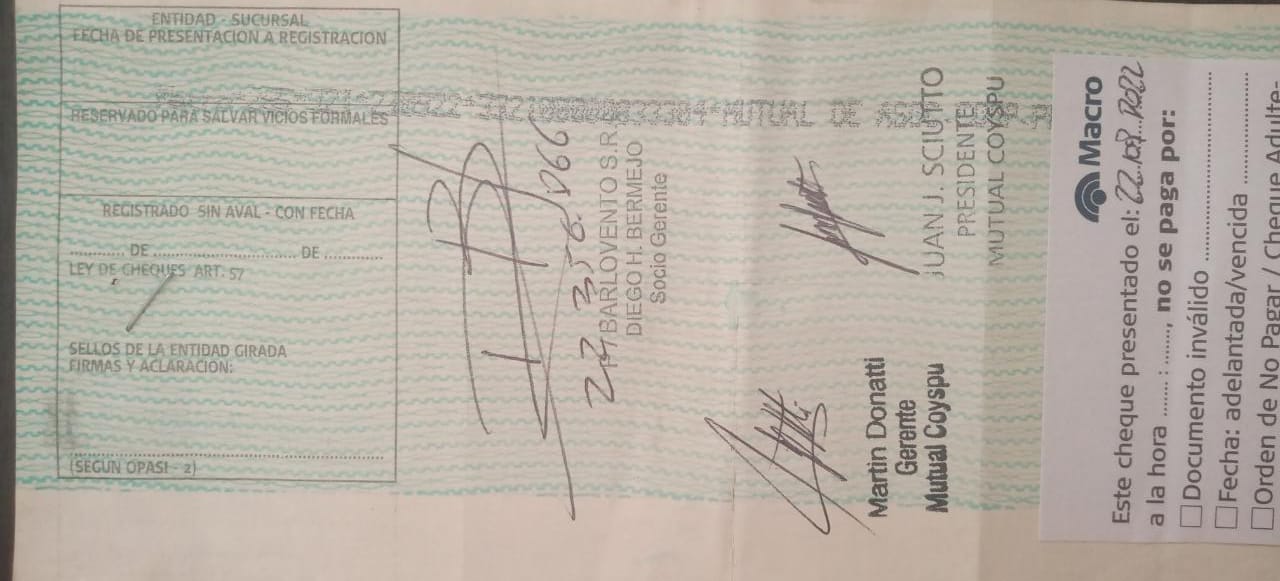 ENTIDAD - SUCURSAL
FECHA DE PRESENTACION A REGISTRACION
RESERVADO PARA SALVAR VICIOS FORMALES
REGISTRADO SIN AVAL - CON FECHA
............ DE ........................ DE ............
LEY DE CHEQUES ART. 57
SELLOS DE LA ENTIDAD GIRADA
FIRMAS Y ACLARACION:
(SEGUN OPASI - 2)
MUTUAL DE
BARLOVENTO S.R.
DIEGO H. BERMEJO
Socio Gerente
Martin Donatti
Gerente
Mutual Coyspu
JUAN J. SCIUTTO
PRESIDENTE
MUTUAL COYSPU
Macro
Este cheque presentado el: 22.08.2022
a la hora ...... : ......, no se paga por:
Documento inválido
Fecha: adelantada/vencida
Orden de No Pagar / Cheque Adulte-